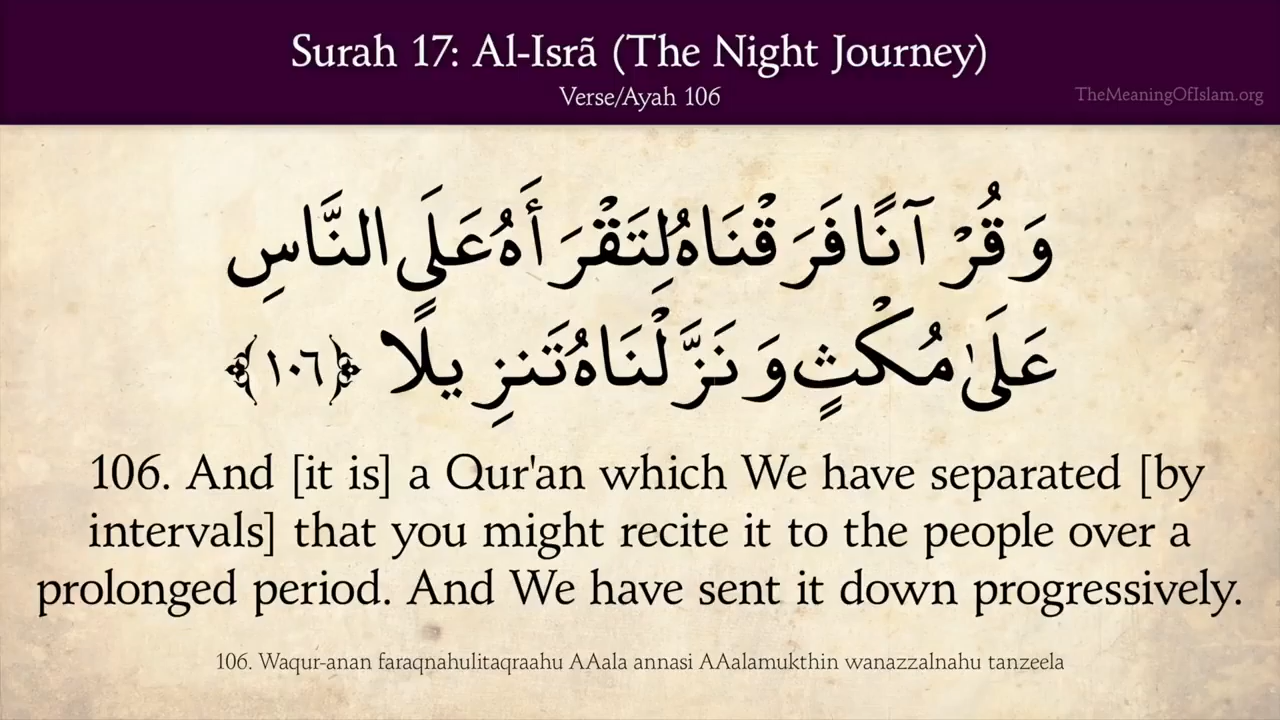 Surah 17: Al-Isrã (The Night Journey)
Verse/Ayah 106
TheMeaningOfIslam.org
وَقُرْآنًا فَرَقْنَاهُ لِتَقْرَأَهُ عَلَى النَّاسِ
عَلَىٰ مُكْثٍ وَنَزَّلْنَاهُ تَنزِيلًا ﴿١٠٦﴾
106. And [it is] a Qur'an which We have separated [by
intervals] that you might recite it to the people over a
prolonged period. And We have sent it down progressively.
106. Waqur-anan faraqnahulitaqraahu AAala annasi AAalamukthin wanazzalnahu tanzeela